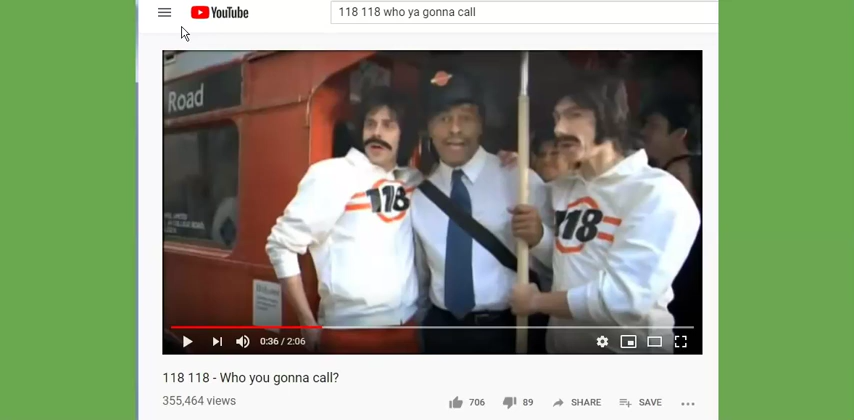 YouTube
118 118 who ya gonna call
Road
118
118
0:36 / 2:06
118 118 - Who you gonna call?
355,464 views
706
89
SHARE
SAVE